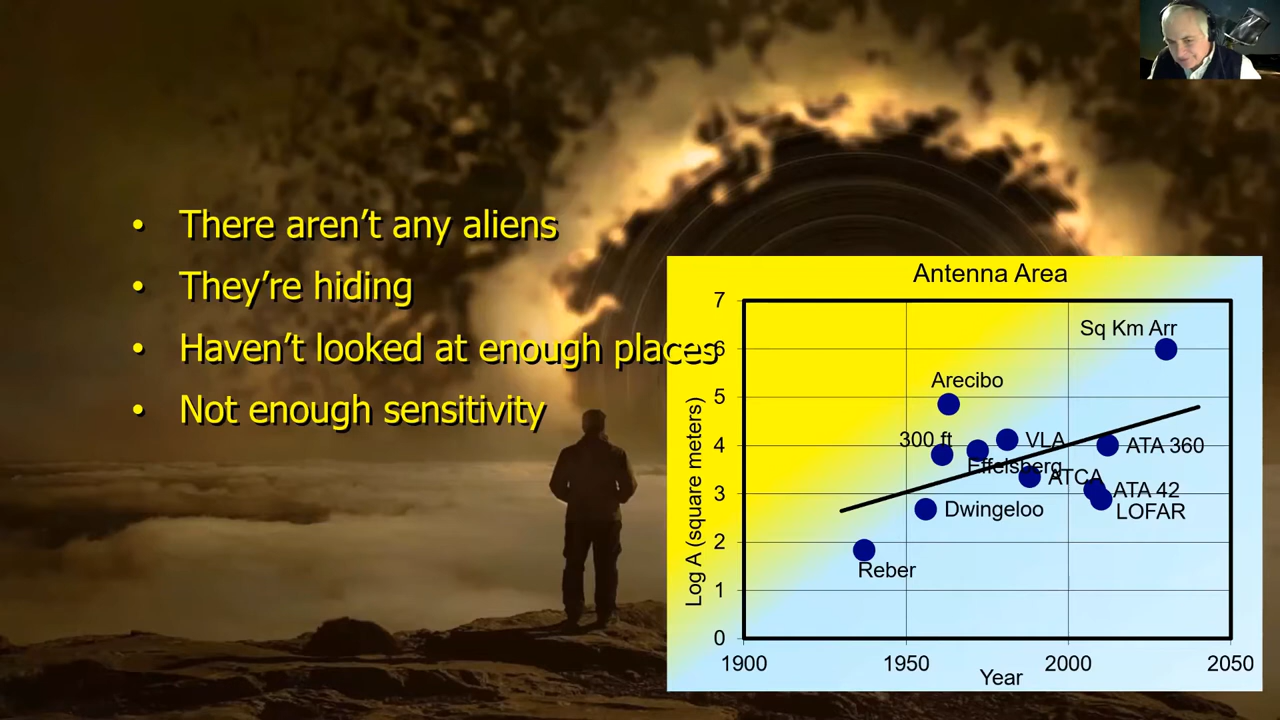 • There aren't any aliens
• They're hiding
• Haven't looked at enough places
• Not enough sensitivity
Antenna Area
7
6
5
4
3
2
1
0
Log A (square meters)
Sq Km Arr
Arecibo
300 ft
VLA
ATA 360
Effelsberg
ATCA
ATA 42
LOFAR
Dwingeloo
Reber
1900 1950 2000 2050
Year